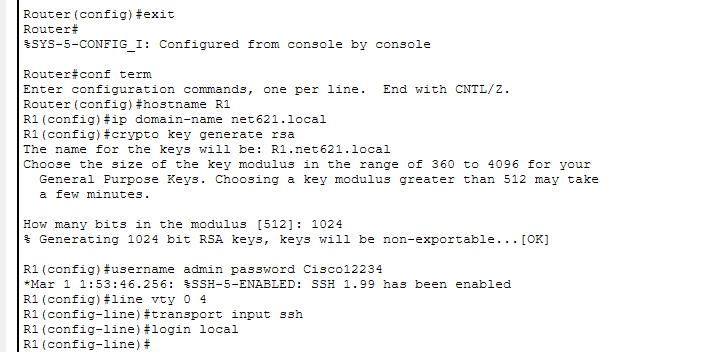 Router(config)#exit
Router#
%SYS-5-CONFIG_I: Configured from console by console
Router#conf term
Enter configuration commands, one per line.  End with CNTL/Z.
Router(config)#hostname R1
R1(config)#ip domain-name net621.local
R1(config)#crypto key generate rsa
The name for the keys will be: R1.net621.local
Choose the size of the key modulus in the range of 360 to 4096 for your
  General Purpose Keys. Choosing a key modulus greater than 512 may take
  a few minutes.
How many bits in the modulus [512]: 1024
% Generating 1024 bit RSA keys, keys will be non-exportable...[OK]
R1(config)#username admin password Cisco12234
*Mar 1 1:53:46.256: %SSH-5-ENABLED: SSH 1.99 has been enabled
R1(config)#line vty 0 4
R1(config-line)#transport input ssh
R1(config-line)#login local
R1(config-line)#